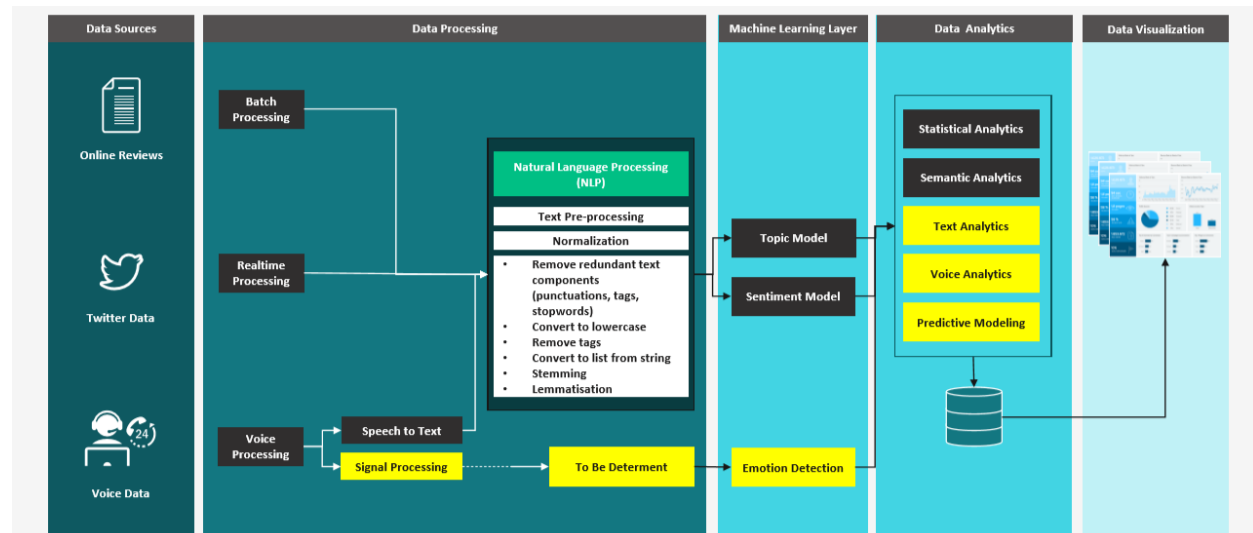 Data Sources
Data Processing
Machine Learning Layer
Data Analytics
Data Visualization
Online Reviews
Twitter Data
24
Voice Data
Batch
Processing
Realtime
Processing
Voice
Processing
Speech to Text
Signal Processing
Natural Language Processing
(NLP)
Text Pre-processing
Normalization
• Remove redundant text
components
(punctuations, tags,
stopwords)
• Convert to lowercase
• Remove tags
• Convert to list from string
• Stemming
• Lemmatisation
To Be Determent
Topic Model
Sentiment Model
Emotion Detection
Statistical Analytics
Semantic Analytics
Text Analytics
Voice Analytics
Predictive Modeling